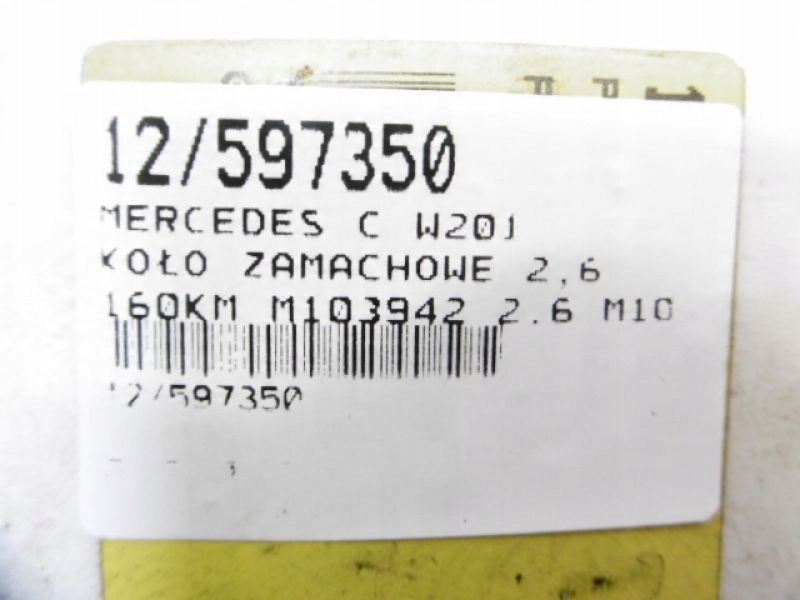 12/597350
MERCEDES C W201
KOŁO ZAMACHOWE 2,6
160KM M103942 2.6 M10
12/597350